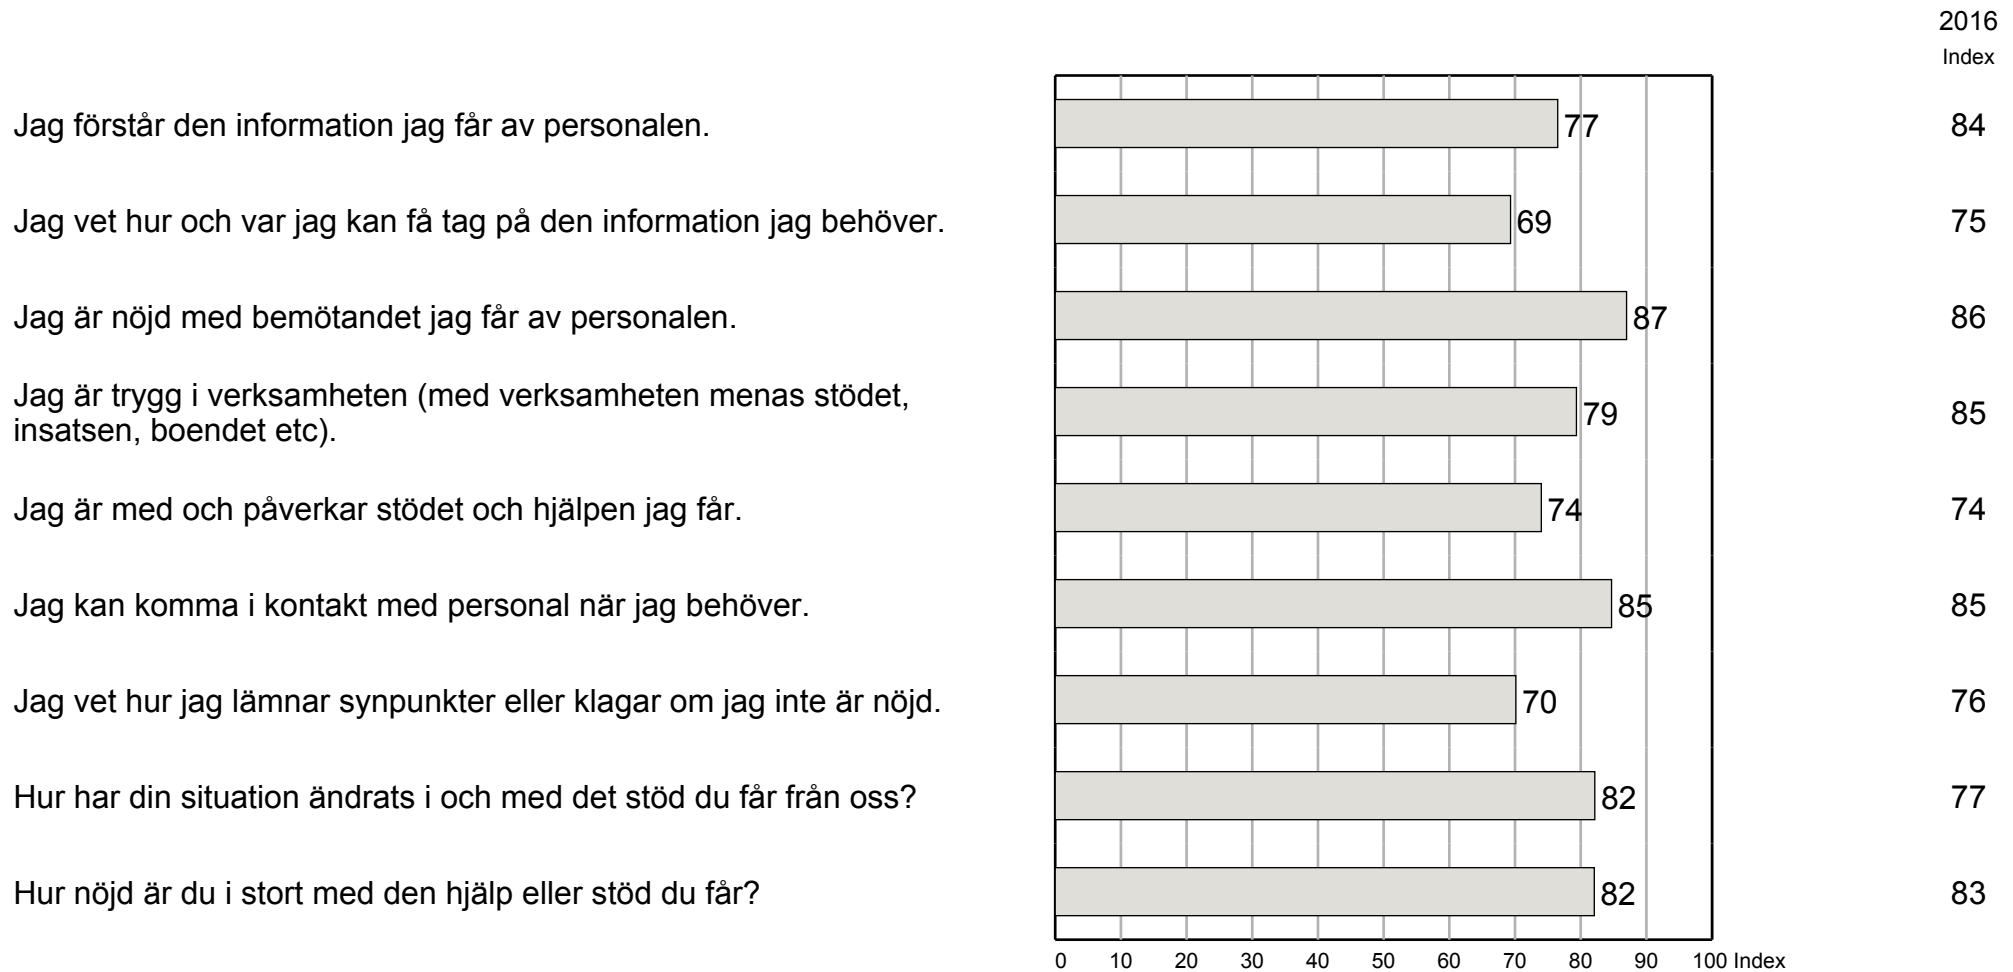 2016
Index
Jag förstår den information jag får av personalen. 77 84
Jag vet hur och var jag kan få tag på den information jag behöver. 69 75
Jag är nöjd med bemötandet jag får av personalen. 87 86
Jag är trygg i verksamheten (med verksamheten menas stödet,
insatsen, boendet etc). 79 85
Jag är med och påverkar stödet och hjälpen jag får. 74 74
Jag kan komma i kontakt med personal när jag behöver. 85 85
Jag vet hur jag lämnar synpunkter eller klagar om jag inte är nöjd. 70 76
Hur har din situation ändrats i och med det stöd du får från oss? 82 77
Hur nöjd är du i stort med den hjälp eller stöd du får? 82 83
0 10 20 30 40 50 60 70 80 90 100 Index